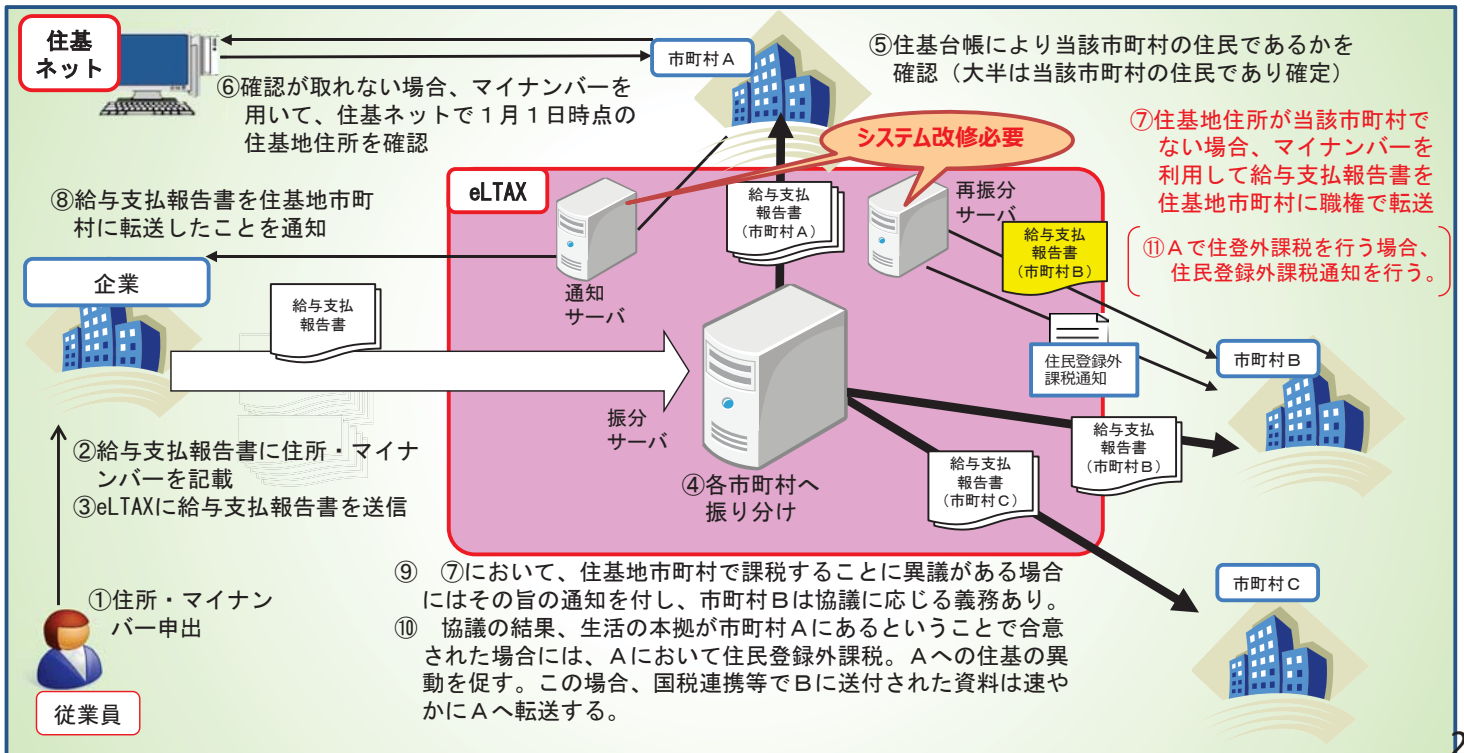 住基
ネット
市町村A
⑤住基台帳により当該市町村の住民であるかを
確認（大半は当該市町村の住民であり確定）
⑥確認が取れない場合、マイナンバーを
用いて、住基ネットで１月１日時点の
住基地住所を確認
システム改修必要
⑦住基地住所が当該市町村で
ない場合、マイナンバーを
利用して給与支払報告書を
住基地市町村に職権で転送
⑧給与支払報告書を住基地市町
村に転送したことを通知
eLTAX
給与支払
報告書
（市町村A）
再振分
サーバ
給与支払
報告書
（市町村B）
⑪Aで住登外課税を行う場合、
住民登録外課税通知を行う。
企業
給与支払
報告書
通知
サーバ
住民登録外
課税通知
市町村B
振分
サーバ
給与支払
報告書
（市町村B）
②給与支払報告書に住所・マイナ
ンバーを記載
③eLTAXに給与支払報告書を送信
④各市町村へ
振り分け
給与支払
報告書
（市町村C）
①住所・マイナン
バー申出
従業員
⑨　⑦において、住基地市町村で課税することに異議がある場合
にはその旨の通知を付し、市町村Bは協議に応じる義務あり。
⑩　協議の結果、生活の本拠が市町村Aにあるということで合意
された場合には、Aにおいて住民登録外課税。Aへの住基の異
動を促す。この場合、国税連携等でBに送付された資料は速や
かにAへ転送する。
市町村C
2